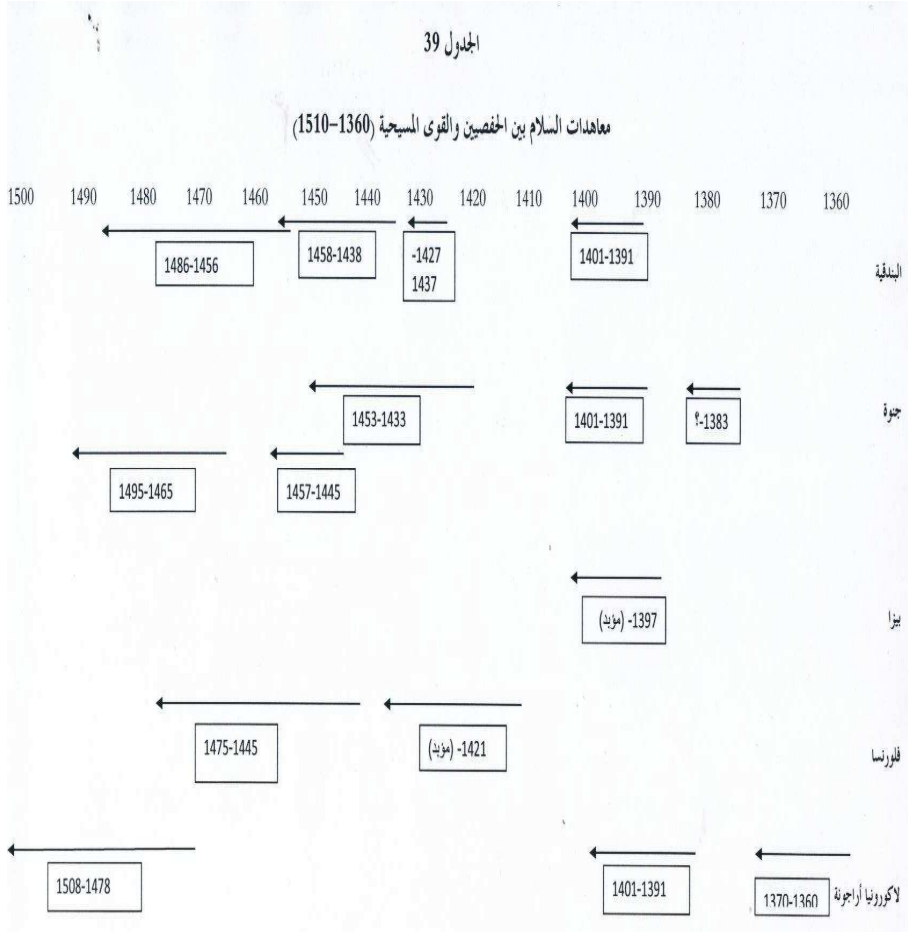 الجدول 39
معاهدات السلام بين الحفصيين والقوى المسيحية (1360-1510)
1360 1370 1380 1390 1400 1410 1420 1430 1440 1450 1460 1470 1480 1490 1500
البندقية
1391-1401
1427-
1437
1438-1458
1456-1486
جنوة
1383-؟
1391-1401
1433-1453
1445-1457
1465-1495
بيزا
1397- (مؤبد)
فلورنسا
1421- (مؤبد)
1445-1475
لاكورونيا أراجونة
1360-1370
1391-1401
1478-1508